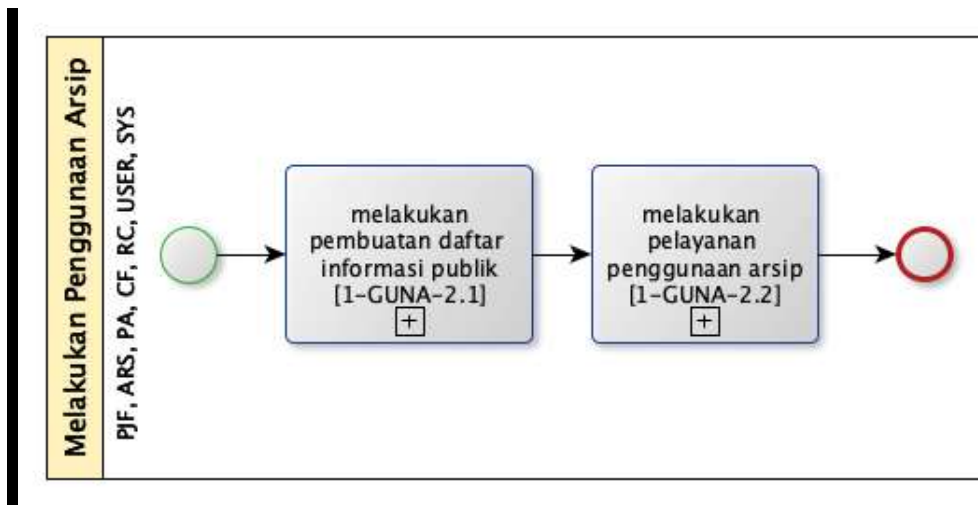 Melakukan Penggunaan Arsip
PJF, ARS, PA, CF, RC, USER, SYS
melakukan
pembuatan daftar
informasi publik
[1-GUNA-2.1]
melakukan
pelayanan
penggunaan arsip
[1-GUNA-2.2]